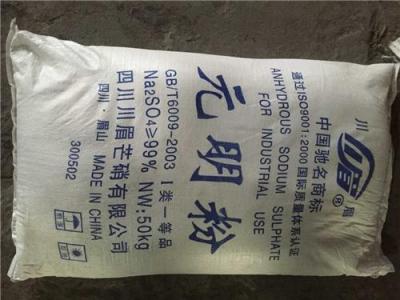 川
眉
眉®
中国驰名商标
通过ISO9001:2000国际质量体系认证
ANHYDROUS SODIUM SULPHATE
FOR INDUSTRIAL USE
元明粉
GB/T6009-2003 Ⅰ类一等品
Na₂SO₄≥99% NW:50kg
四川川眉芒硝有限公司
四川·眉山 MADE IN CHINA
300502